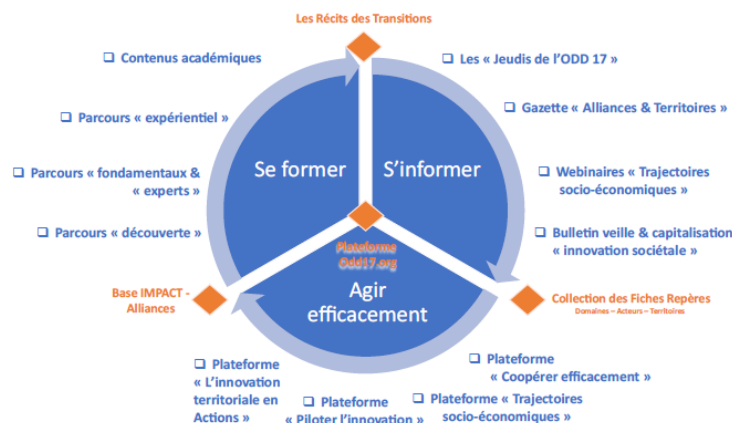 Les Récits des Transitions
❑ Contenus académiques
❑ Les « Jeudis de l’ODD 17 »
❑ Parcours « expérientiel »
❑ Gazette « Alliances & Territoires »
Se former
S’informer
❑ Parcours « fondamentaux &
« experts »
❑ Webinaires « Trajectoires
socio-économiques »
❑ Parcours « découverte »
❑ Bulletin veille & capitalisation
« innovation sociétale »
Plateforme
Odd17.org
Base IMPACT -
Alliances
Agir
efficacement
Collection des Fiches Repères
Domaines – Acteurs – Territoires
❑ Plateforme
« L’innovation
territoriale en
Actions »
❑ Plateforme
« Piloter l’innovation »
❑ Plateforme
« Coopérer efficacement »
❑ Plateforme « Trajectoires
socio-économiques »